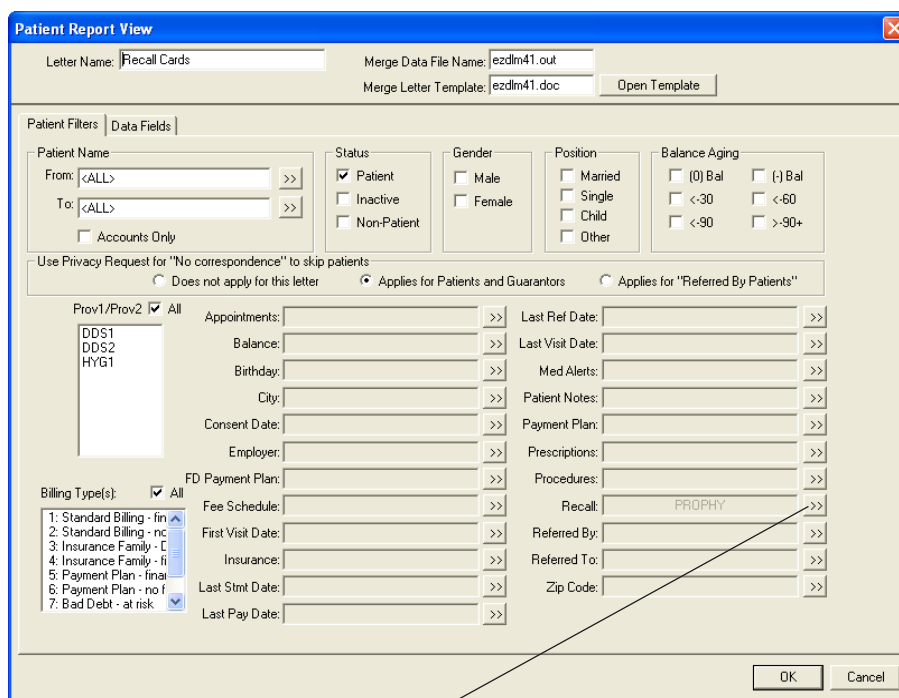 Patient Report View
Letter Name: Recall Cards
Merge Data File Name: ezdlm41.out
Merge Letter Template: ezdlm41.doc Open Template
Patient Filters Data Fields
Patient Name
From: <ALL> >>
To: <ALL> >>
Accounts Only
Status
Patient
Inactive
Non-Patient
Gender
Male
Female
Position
Married
Single
Child
Other
Balance Aging
(0) Bal (-) Bal
<-30 <-60
<-90 >-90+
Use Privacy Request for "No correspondence" to skip patients
Does not apply for this letter Applies for Patients and Guarantors Applies for "Referred By Patients"
Prov1/Prov2 All
DDS1
DDS2
HYG1
Billing Type(s): All
1: Standard Billing - fin
2: Standard Billing - no
3: Insurance Family - D
4: Insurance Family - fi
5: Payment Plan - finar
6: Payment Plan - no f
7: Bad Debt - at risk
Appointments: >>
Balance: >>
Birthday: >>
City: >>
Consent Date: >>
Employer: >>
FD Payment Plan: >>
Fee Schedule: >>
First Visit Date: >>
Insurance: >>
Last Stmt Date: >>
Last Pay Date: >>
Last Ref Date: >>
Last Visit Date: >>
Med Alerts: >>
Patient Notes: >>
Payment Plan: >>
Prescriptions: >>
Procedures: >>
Recall: PROPHY >>
Referred By: >>
Referred To: >>
Zip Code: >>
OK Cancel